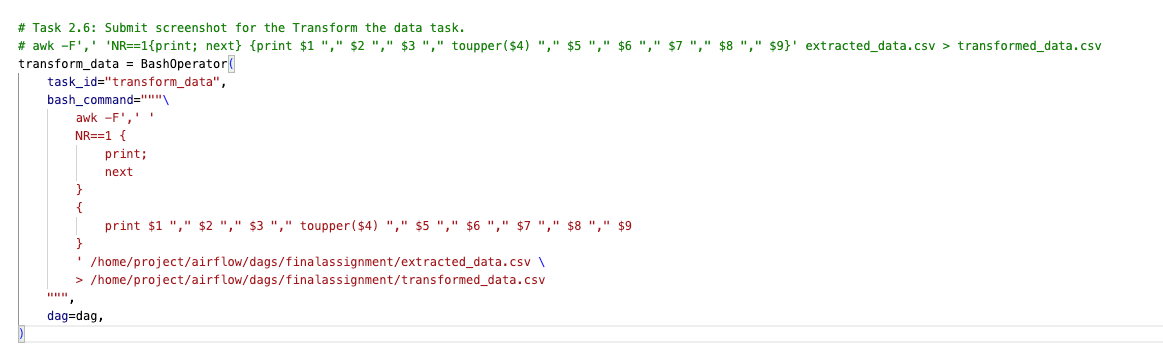 # Task 2.6: Submit screenshot for the Transform the data task.
# awk -F',' 'NR==1{print; next} {print $1 "," $2 "," $3 "," toupper($4) "," $5 "," $6 "," $7 "," $8 "," $9}' extracted_data.csv > transformed_data.csv
transform_data = BashOperator(
    task_id="transform_data",
    bash_command="""\
        awk -F',' '
        NR==1 {
            print;
            next
        }
        {
            print $1 "," $2 "," $3 "," toupper($4) "," $5 "," $6 "," $7 "," $8 "," $9
        }
        ' /home/project/airflow/dags/finalassignment/extracted_data.csv \
        > /home/project/airflow/dags/finalassignment/transformed_data.csv
    """,
    dag=dag,
)